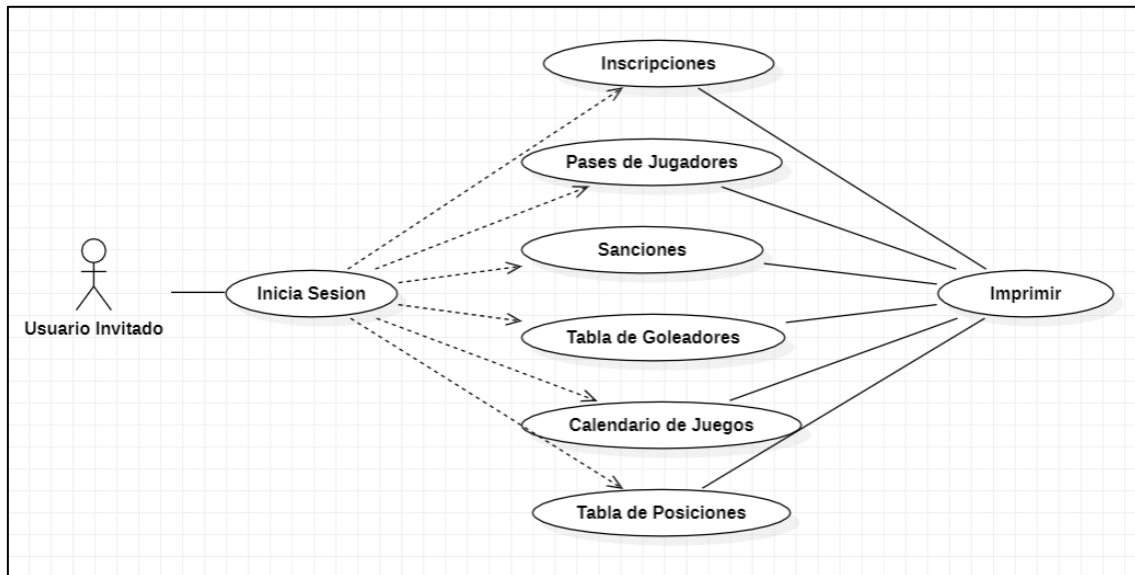 Inscripciones
Pases de Jugadores
Sanciones
Inicia Sesion
Imprimir
Usuario Invitado
Tabla de Goleadores
Calendario de Juegos
Tabla de Posiciones